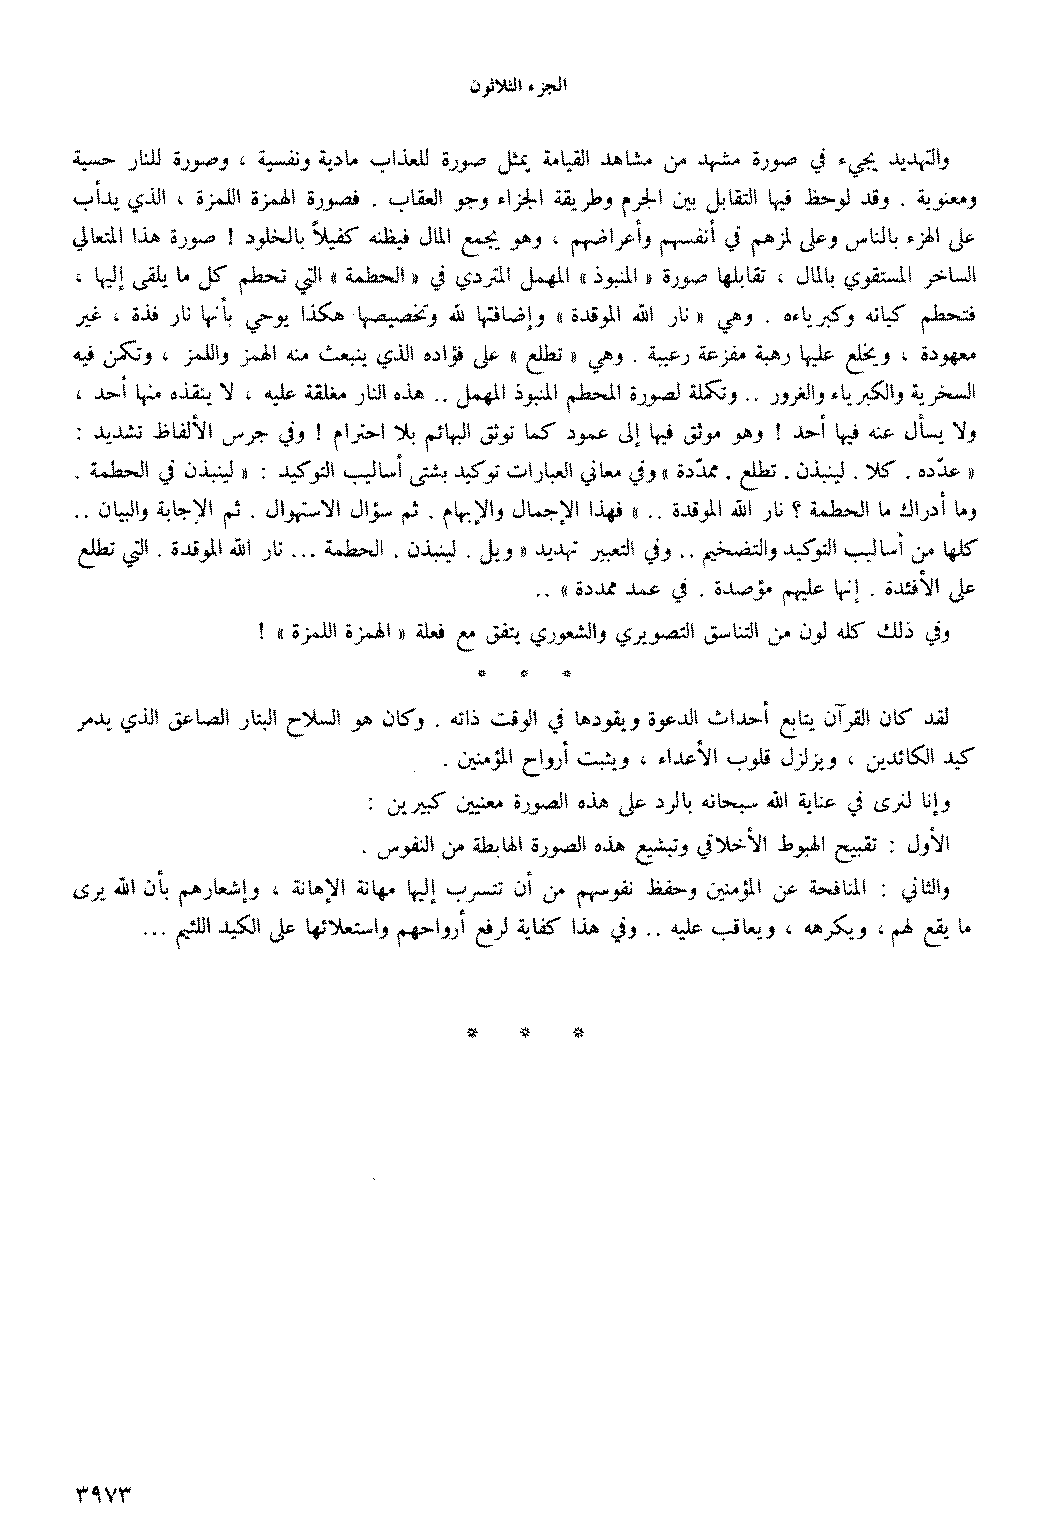 الجزء الثلاثون
والتهديد يجيء في صورة مشهد من مشاهد القيامة يمثل صورة للعذاب مادية ونفسية ، وصورة للنار حسية
ومعنوية . وقد لوحظ فيها التقابل بين الجرم وطريقة الجزاء وجو العقاب . فصورة الهمزة اللمزة ، الذي يدأب
على الهزء بالناس وعلى لمزهم في أنفسهم وأعراضهم ، وهو يجمع المال فيظنه كفيلاً بالخلود ! صورة هذا المتعالي
الساخر المستقوي بالمال ، تقابلها صورة « المنبوذ » المهمل المتردي في « الحطمة » التي تحطم كل ما يلقى إليها ،
فتحطم كيانه وكبرياءه . وهي « نار الله الموقدة » وإضافتها لله وتخصيصها هكذا يوحي بأنها نار فذة ، غير
معهودة ، ويخلع عليها رهبة مفزعة رعيبة . وهي « تطلع » على فؤاده الذي ينبعث منه الهمز واللمز ، وتكمن فيه
السخرية والكبرياء والغرور .. وتكملة لصورة المحطم المنبوذ المهمل .. هذه النار مغلقة عليه ، لا ينقذه منها أحد ،
ولا يسأل عنه فيها أحد ! وهو موثق فيها إلى عمود كما توثق البهائم بلا احترام ! وفي جرس الألفاظ تشديد :
« عدّده . كلا . لينبذن . تطلع . ممدّدة » وفي معاني العبارات توكيد بشتى أساليب التوكيد : « لينبذن في الحطمة .
وما أدراك ما الحطمة ؟ نار الله الموقدة .. » فهذا الإجمال والإبهام . ثم سؤال الاستهوال . ثم الإجابة والبيان ..
كلها من أساليب التوكيد والتضخيم .. وفي التعبير تهديد « ويل . لينبذن . الحطمة ... نار الله الموقدة . التي تطلع
على الأفئدة . إنها عليهم مؤصدة . في عمد ممددة » ..
وفي ذلك كله لون من التناسق التصويري والشعوري يتفق مع فعلة « الهمزة اللمزة » !
* * *
لقد كان القرآن يتابع أحداث الدعوة ويقودها في الوقت ذاته . وكان هو السلاح البتار الصاعق الذي يدمر
كيد الكائدين ، ويزلزل قلوب الأعداء ، ويثبت أرواح المؤمنين .
وإنا لنرى في عناية الله سبحانه بالرد على هذه الصورة معنيين كبيرين :
الأول : تقبيح الهبوط الأخلاقي وتبشيع هذه الصورة الهابطة من النفوس .
والثاني : المنافحة عن المؤمنين وحفظ نفوسهم من أن تتسرب إليها مهانة الإهانة ، وإشعارهم بأن الله يرى
ما يقع لهم ، ويكرهه ، ويعاقب عليه .. وفي هذا كفاية لرفع أرواحهم واستعلائها على الكيد اللئيم ...
* * *
٣٩٧٣